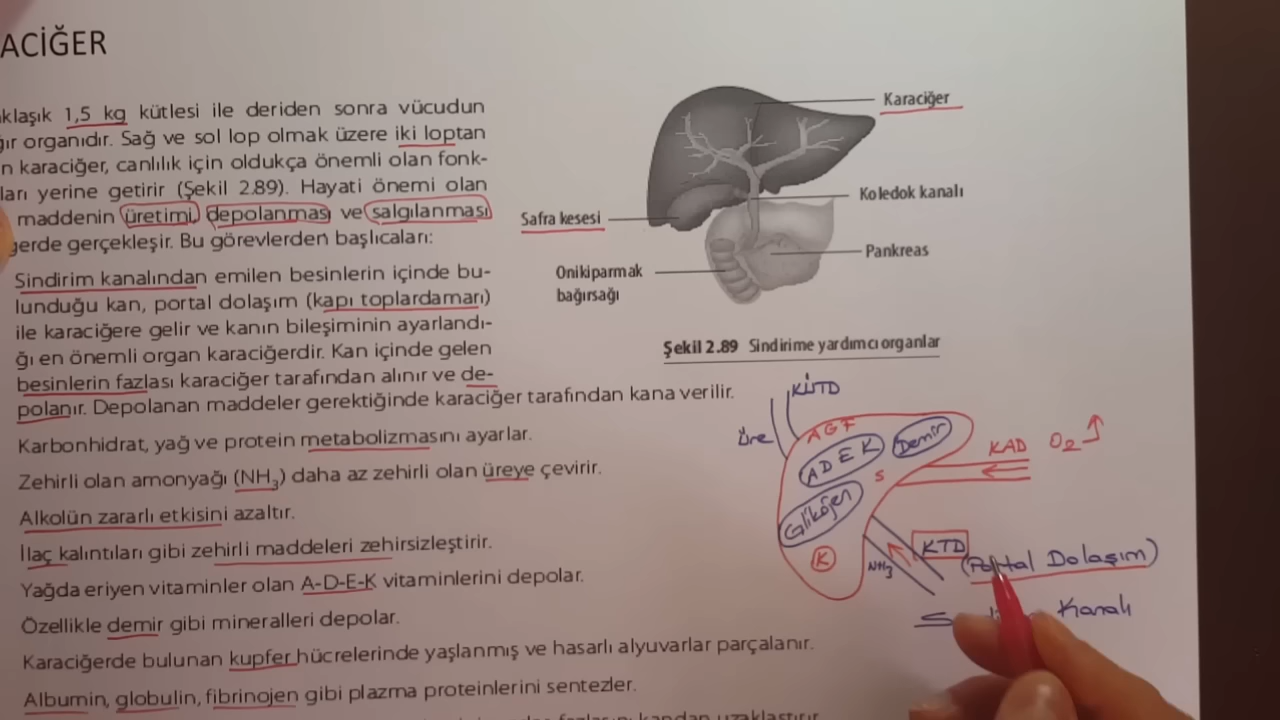 ACİĞER
klaşık 1,5 kg kütlesi ile deriden sonra vücudun
ğır organıdır. Sağ ve sol lop olmak üzere iki loptan
n karaciğer, canlılık için oldukça önemli olan fonk-
ları yerine getirir (Şekil 2.89). Hayati önemi olan
maddenin üretimi, depolanması ve salgılanması
ğerde gerçekleşir. Bu görevlerden başlıcaları:
Sindirim kanalından emilen besinlerin içinde bu-
lunduğu kan, portal dolaşım (kapı toplardamarı)
ile karaciğere gelir ve kanın bileşiminin ayarlandı-
ğı en önemli organ karaciğerdir. Kan içinde gelen
besinlerin fazlası karaciğer tarafından alınır ve de-
polanır. Depolanan maddeler gerektiğinde karaciğer tarafından kana verilir.
Karbonhidrat, yağ ve protein metabolizmasını ayarlar.
Zehirli olan amonyağı (NH3) daha az zehirli olan üreye çevirir.
Alkolün zararlı etkisini azaltır.
İlaç kalıntıları gibi zehirli maddeleri zehirsizleştirir.
Yağda eriyen vitaminler olan A-D-E-K vitaminlerini depolar.
Özellikle demir gibi mineralleri depolar.
Karaciğerde bulunan kupfer hücrelerinde yaşlanmış ve hasarlı alyuvarlar parçalanır.
Albumin, globulin, fibrinojen gibi plazma proteinlerini sentezler.
kandan uzaklaştırır
Karaciğer
Koledok kanalı
Safra kesesi
Pankreas
Onikiparmak
bağırsağı
Şekil 2.89 Sindirime yardımcı organlar
KÜTD
Üre
AGF
ADEK
Demir
S
KAD O2
Glikojen
K
NH3
KTD
(Portal Dolaşım)
Kanalı